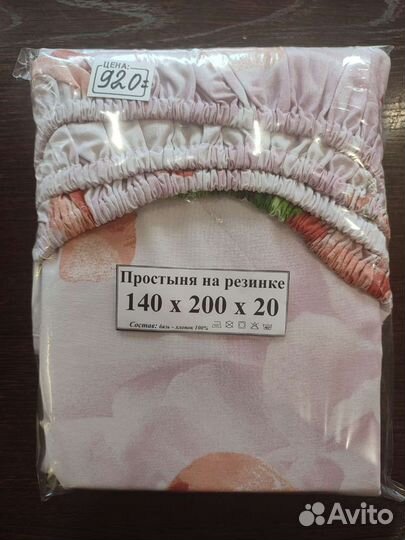 ЦЕНА:
920=
Простыня на резинке
140 х 200 х 20
Состав: бязь - хлопок 100%
Avito